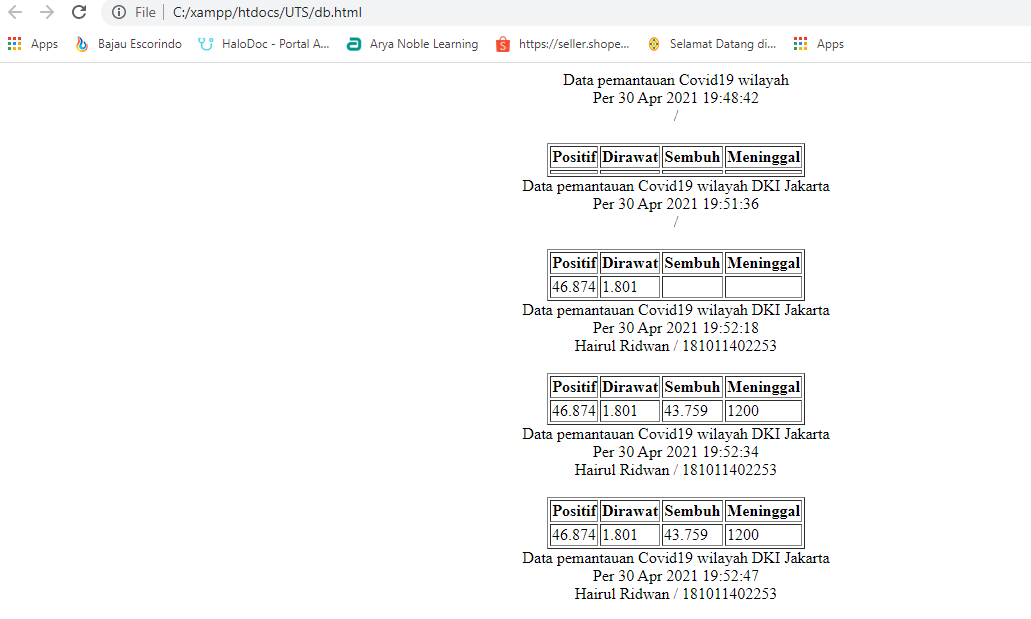 File | C:/xampp/htdocs/UTS/db.html
Apps Bajau Escorindo HaloDoc - Portal A... Arya Noble Learning https://seller.shope... Selamat Datang di... Apps
Data pemantauan Covid19 wilayah
Per 30 Apr 2021 19:48:42
/
Positif Dirawat Sembuh Meninggal
Data pemantauan Covid19 wilayah DKI Jakarta
Per 30 Apr 2021 19:51:36
/
Positif Dirawat Sembuh Meninggal
46.874 1.801
Data pemantauan Covid19 wilayah DKI Jakarta
Per 30 Apr 2021 19:52:18
Hairul Ridwan / 181011402253
Positif Dirawat Sembuh Meninggal
46.874 1.801 43.759 1200
Data pemantauan Covid19 wilayah DKI Jakarta
Per 30 Apr 2021 19:52:34
Hairul Ridwan / 181011402253
Positif Dirawat Sembuh Meninggal
46.874 1.801 43.759 1200
Data pemantauan Covid19 wilayah DKI Jakarta
Per 30 Apr 2021 19:52:47
Hairul Ridwan / 181011402253